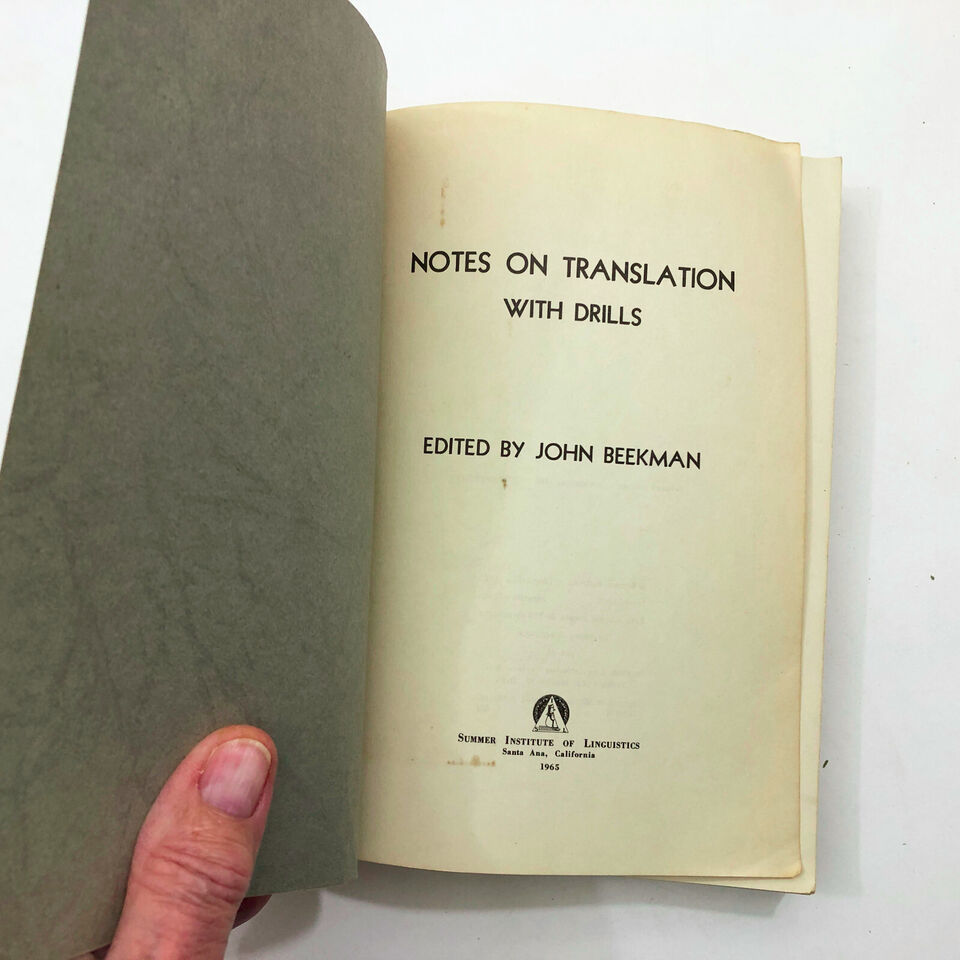 NOTES ON TRANSLATION
WITH DRILLS
EDITED BY JOHN BEEKMAN
SUMMER INSTITUTE OF LINGUISTICS
Santa Ana, California
1965